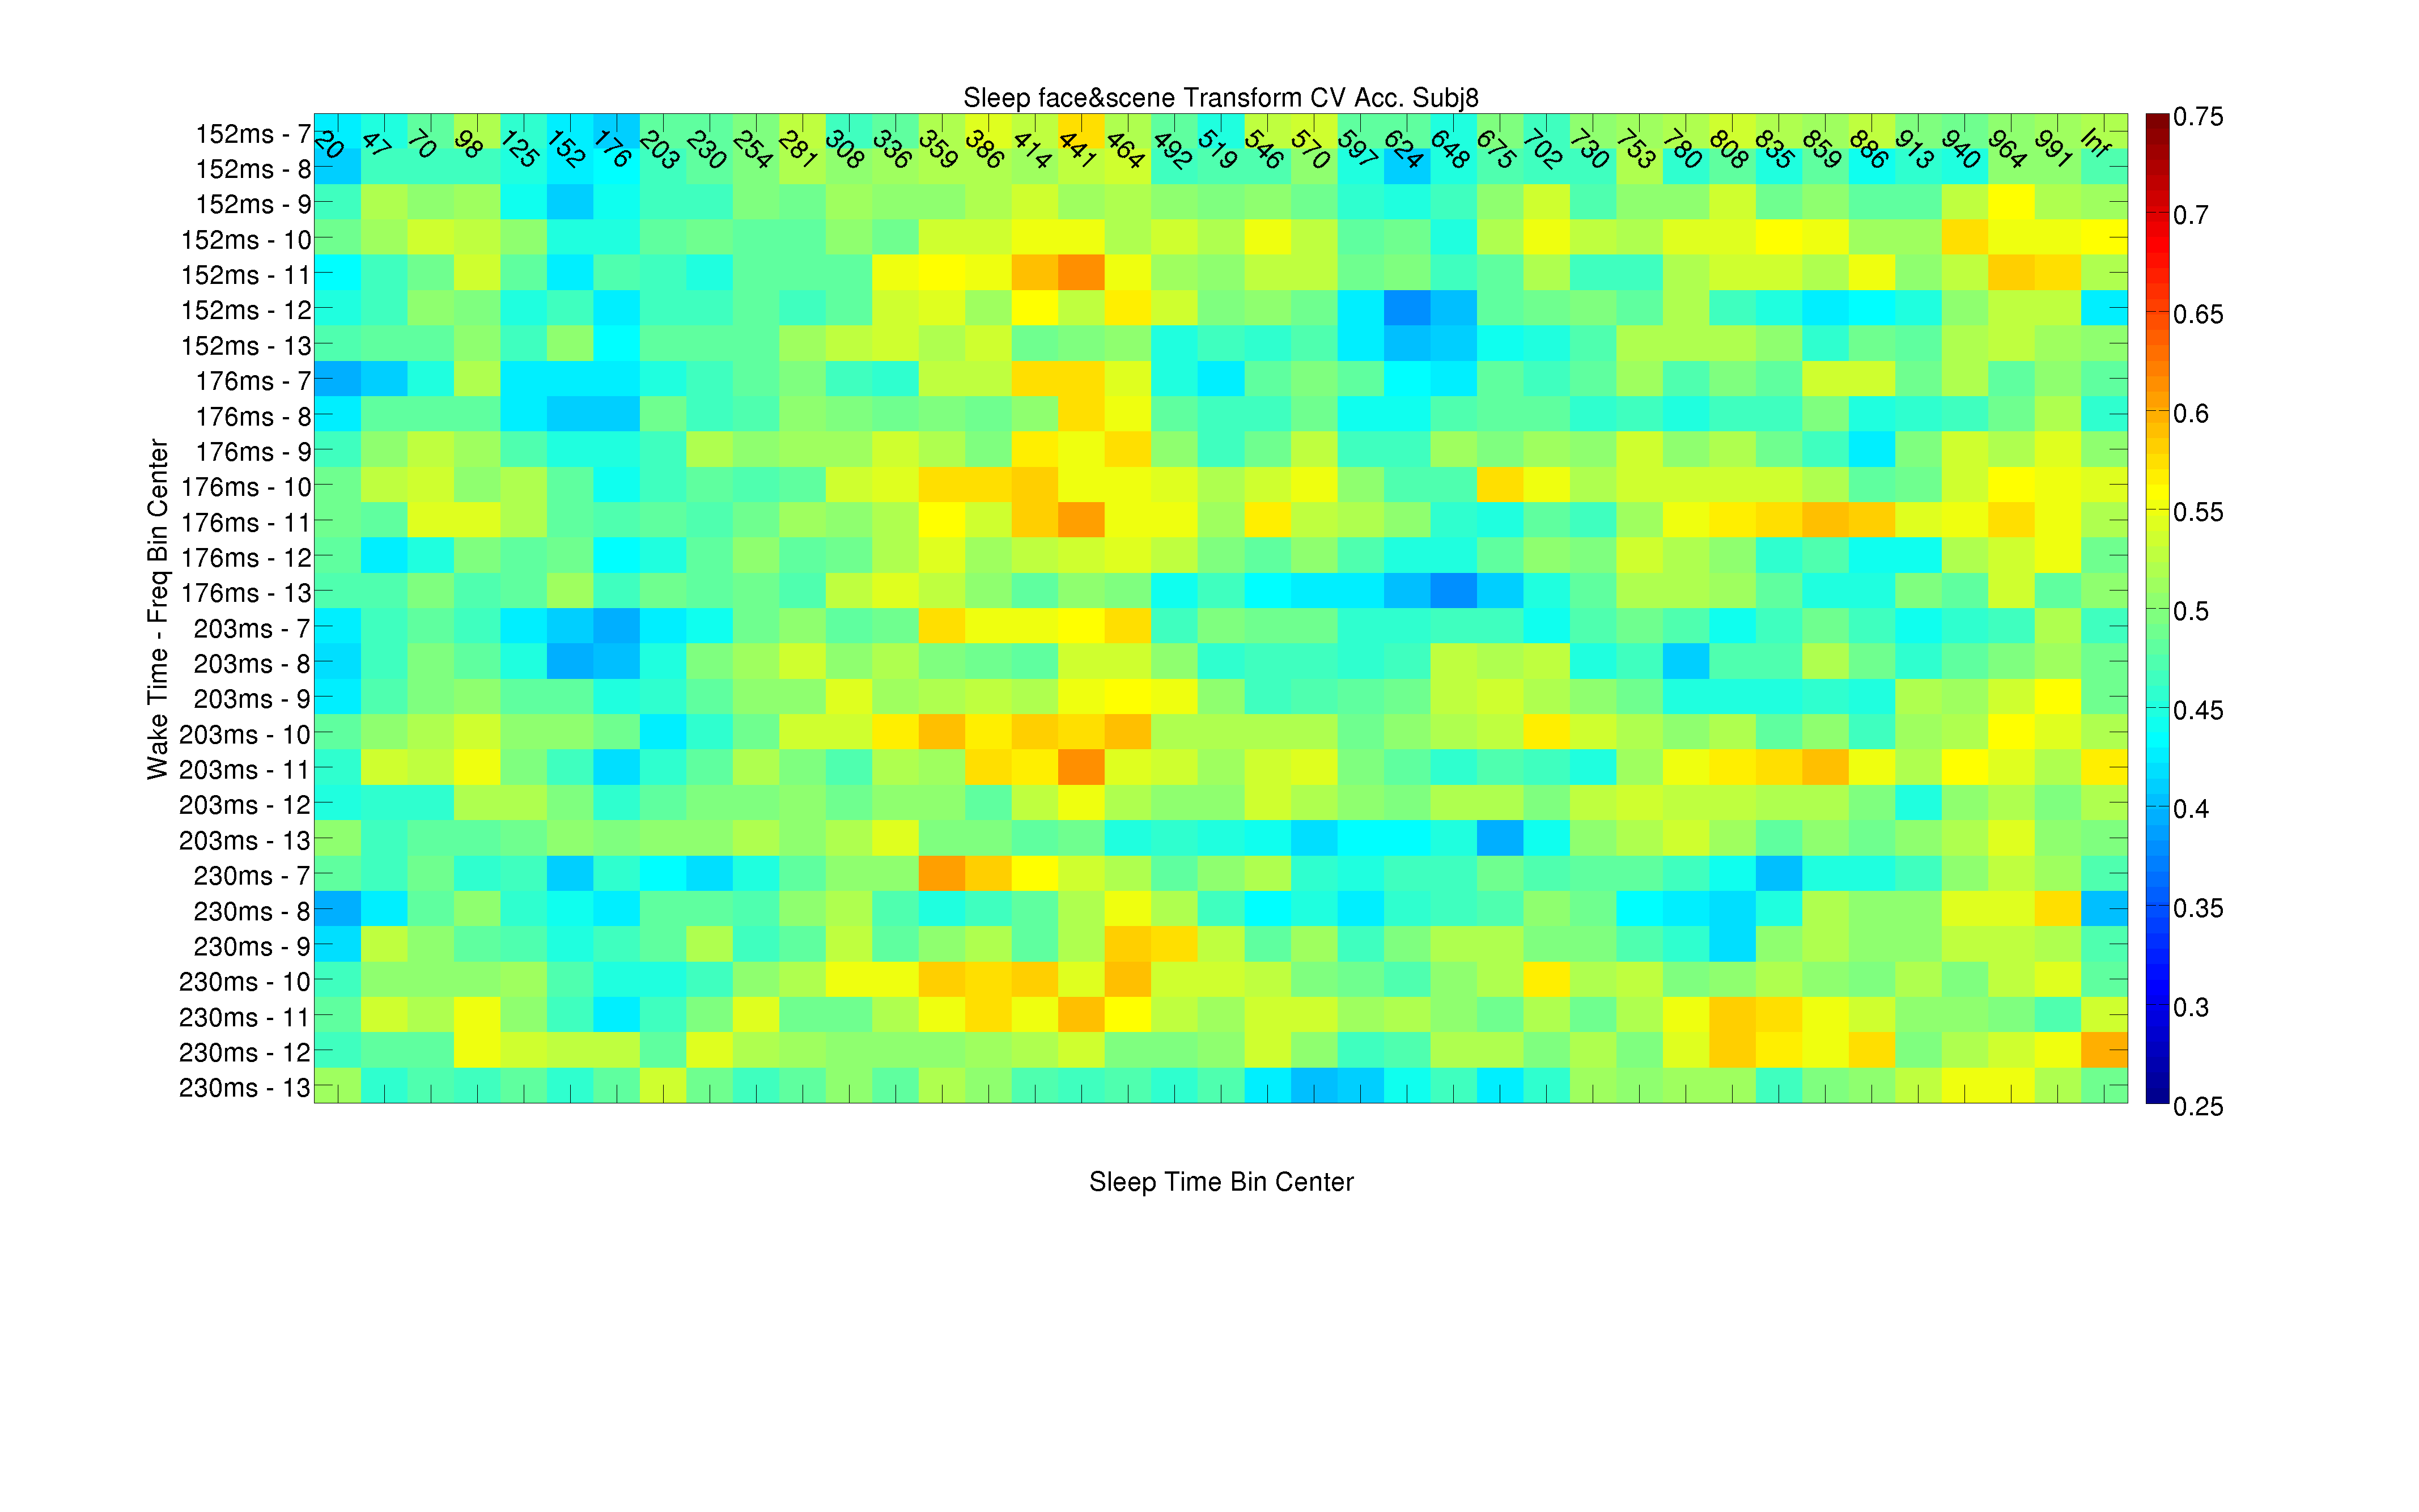 Sleep face&scene Transform CV Acc. Subj8
20 47 70 98 125 152 176 203 230 254 281 308 336 359 386 414 441 464 492 519 546 570 597 624 648 675 702 730 753 780 808 835 859 886 913 940 964 991 Inf
Wake Time - Freq Bin Center
152ms - 7
152ms - 8
152ms - 9
152ms - 10
152ms - 11
152ms - 12
152ms - 13
176ms - 7
176ms - 8
176ms - 9
176ms - 10
176ms - 11
176ms - 12
176ms - 13
203ms - 7
203ms - 8
203ms - 9
203ms - 10
203ms - 11
203ms - 12
203ms - 13
230ms - 7
230ms - 8
230ms - 9
230ms - 10
230ms - 11
230ms - 12
230ms - 13
0.75
0.7
0.65
0.6
0.55
0.5
0.45
0.4
0.35
0.3
0.25
Sleep Time Bin Center